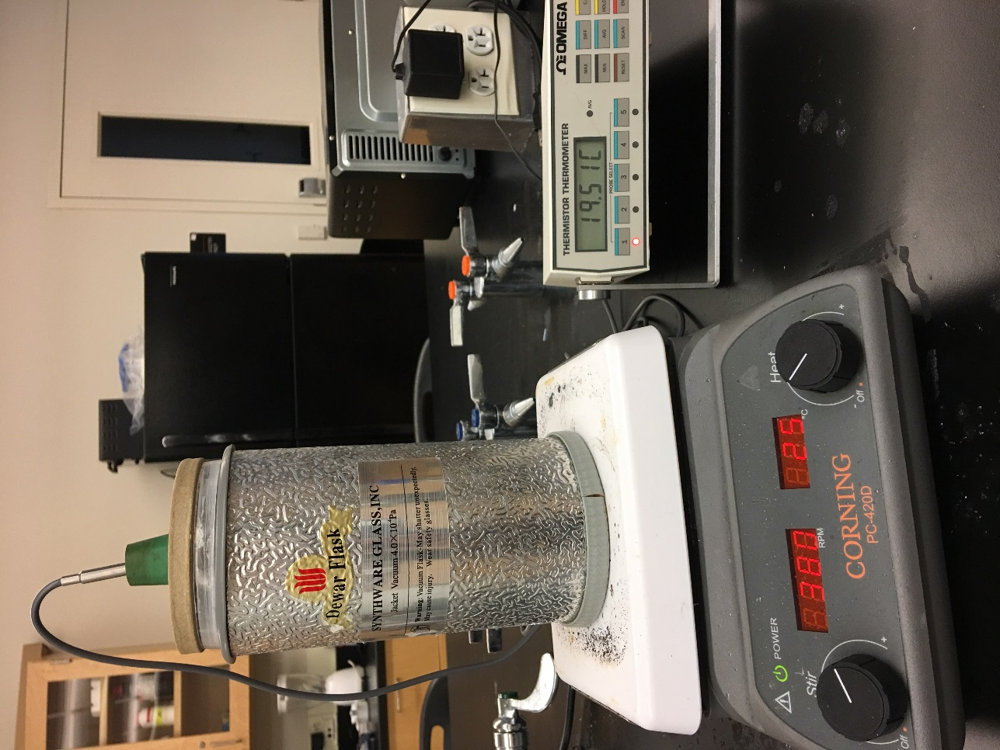 Dewar Flask
SYNTHWARE GLASS,INC
Jacket Vacuum 4.0×10⁻⁴Pa
Warning: Vacuum Flask-May shatter unexpectedly.
May cause injury. Wear safety glasses.
ΩOMEGA
THERMISTOR THERMOMETER
19.51C
AVG
MAX
DIFF
MIN
AVG
HOLD
RESET
SCAN
PROBE SELECT
1 2 3 4 5
POWER
Stir
RPM
°C
Heat
- Off
+
Off
+
CORNING
PC-420D